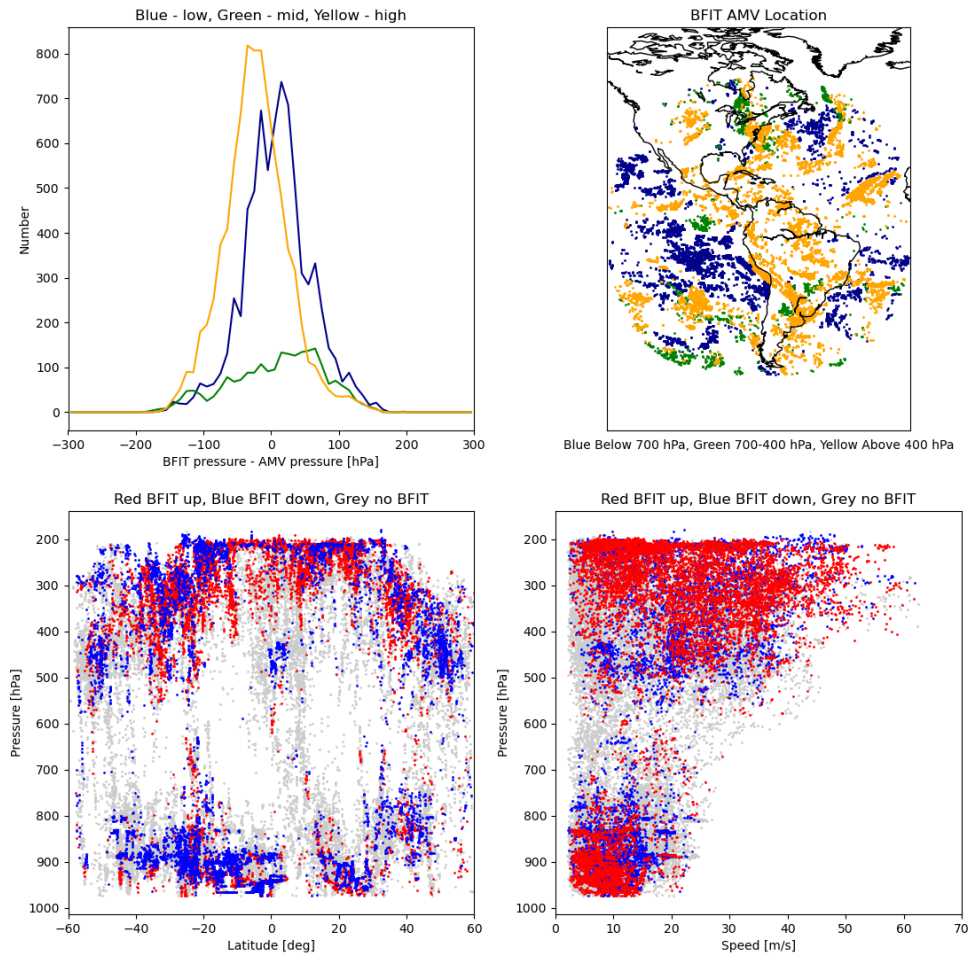 Blue - low, Green - mid, Yellow - high
800
700
600
500
400
300
200
100
0
Number
−300 −200 −100 0 100 200 300
BFIT pressure - AMV pressure [hPa]
BFIT AMV Location
Blue Below 700 hPa, Green 700-400 hPa, Yellow Above 400 hPa
Red BFIT up, Blue BFIT down, Grey no BFIT
200
300
400
500
600
700
800
900
1000
Pressure [hPa]
−60 −40 −20 0 20 40 60
Latitude [deg]
Red BFIT up, Blue BFIT down, Grey no BFIT
200
300
400
500
600
700
800
900
1000
Pressure [hPa]
0 10 20 30 40 50 60 70
Speed [m/s]